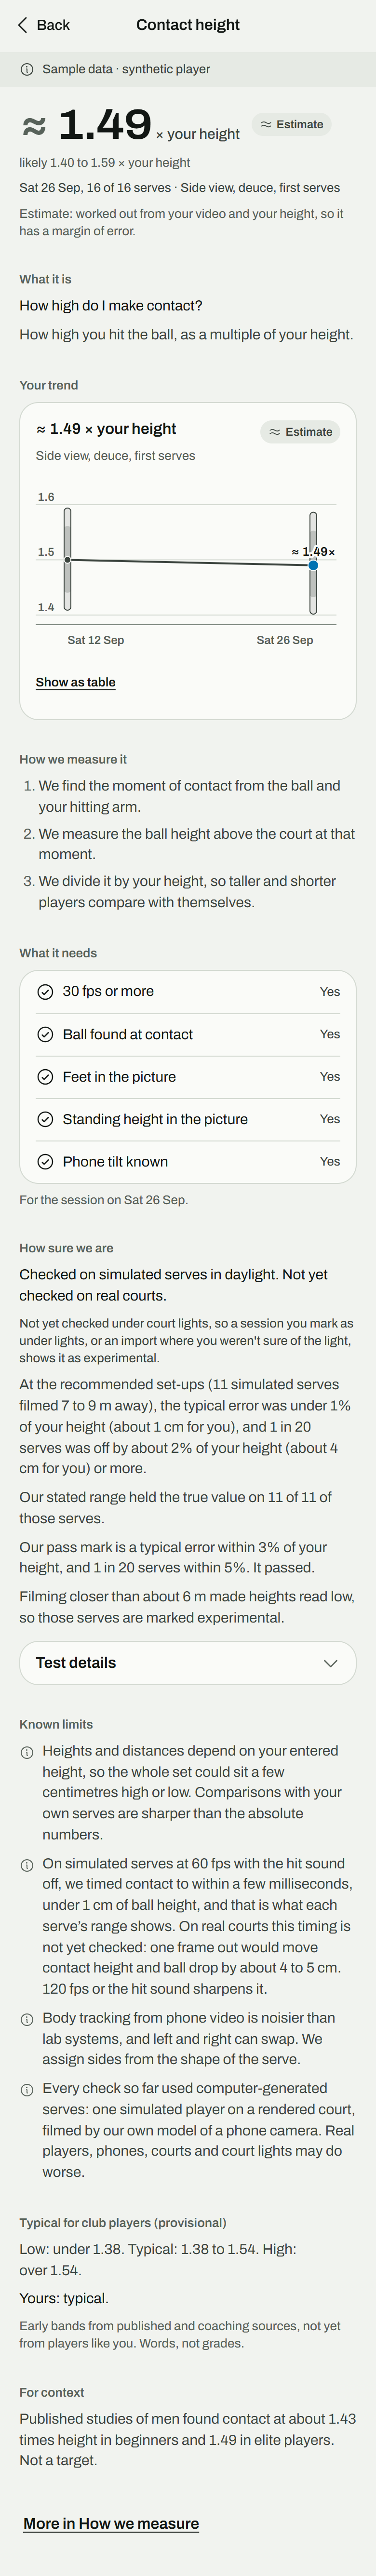 Back
Contact height
Sample data · synthetic player
≈ 1.49 × your height
≈ Estimate
likely 1.40 to 1.59 × your height
Sat 26 Sep, 16 of 16 serves · Side view, deuce, first serves
Estimate: worked out from your video and your height, so it
has a margin of error.
What it is
How high do I make contact?
How high you hit the ball, as a multiple of your height.
Your trend
≈ 1.49 × your height
≈ Estimate
Side view, deuce, first serves
1.6
1.5
≈ 1.49×
1.4
Sat 12 Sep
Sat 26 Sep
Show as table
How we measure it
1. We find the moment of contact from the ball and
your hitting arm.
2. We measure the ball height above the court at that
moment.
3. We divide it by your height, so taller and shorter
players compare with themselves.
What it needs
30 fps or more Yes
Ball found at contact Yes
Feet in the picture Yes
Standing height in the picture Yes
Phone tilt known Yes
For the session on Sat 26 Sep.
How sure we are
Checked on simulated serves in daylight. Not yet
checked on real courts.
Not yet checked under court lights, so a session you mark as
under lights, or an import where you weren't sure of the light,
shows it as experimental.
At the recommended set-ups (11 simulated serves
filmed 7 to 9 m away), the typical error was under 1%
of your height (about 1 cm for you), and 1 in 20
serves was off by about 2% of your height (about 4
cm for you) or more.
Our stated range held the true value on 11 of 11 of
those serves.
Our pass mark is a typical error within 3% of your
height, and 1 in 20 serves within 5%. It passed.
Filming closer than about 6 m made heights read low,
so those serves are marked experimental.
Test details
Known limits
Heights and distances depend on your entered
height, so the whole set could sit a few
centimetres high or low. Comparisons with your
own serves are sharper than the absolute
numbers.
On simulated serves at 60 fps with the hit sound
off, we timed contact to within a few milliseconds,
under 1 cm of ball height, and that is what each
serve’s range shows. On real courts this timing is
not yet checked: one frame out would move
contact height and ball drop by about 4 to 5 cm.
120 fps or the hit sound sharpens it.
Body tracking from phone video is noisier than
lab systems, and left and right can swap. We
assign sides from the shape of the serve.
Every check so far used computer-generated
serves: one simulated player on a rendered court,
filmed by our own model of a phone camera. Real
players, phones, courts and court lights may do
worse.
Typical for club players (provisional)
Low: under 1.38. Typical: 1.38 to 1.54. High:
over 1.54.
Yours: typical.
Early bands from published and coaching sources, not yet
from players like you. Words, not grades.
For context
Published studies of men found contact at about 1.43
times height in beginners and 1.49 in elite players.
Not a target.
More in How we measure